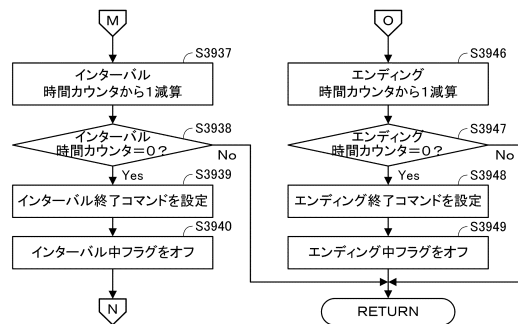 M
S3937
インターバル
時間カウンタから1減算
S3938
インターバル
時間カウンタ＝0？
No
Yes
S3939
インターバル終了コマンドを設定
S3940
インターバル中フラグをオフ
N
O
S3946
エンディング
時間カウンタから1減算
S3947
エンディング
時間カウンタ＝0？
No
Yes
S3948
エンディング終了コマンドを設定
S3949
エンディング中フラグをオフ
RETURN